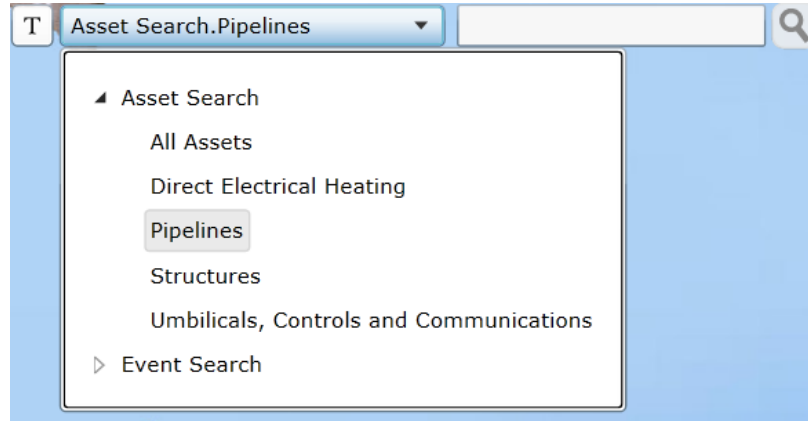 T Asset Search.Pipelines
Asset Search
All Assets
Direct Electrical Heating
Pipelines
Structures
Umbilicals, Controls and Communications
Event Search